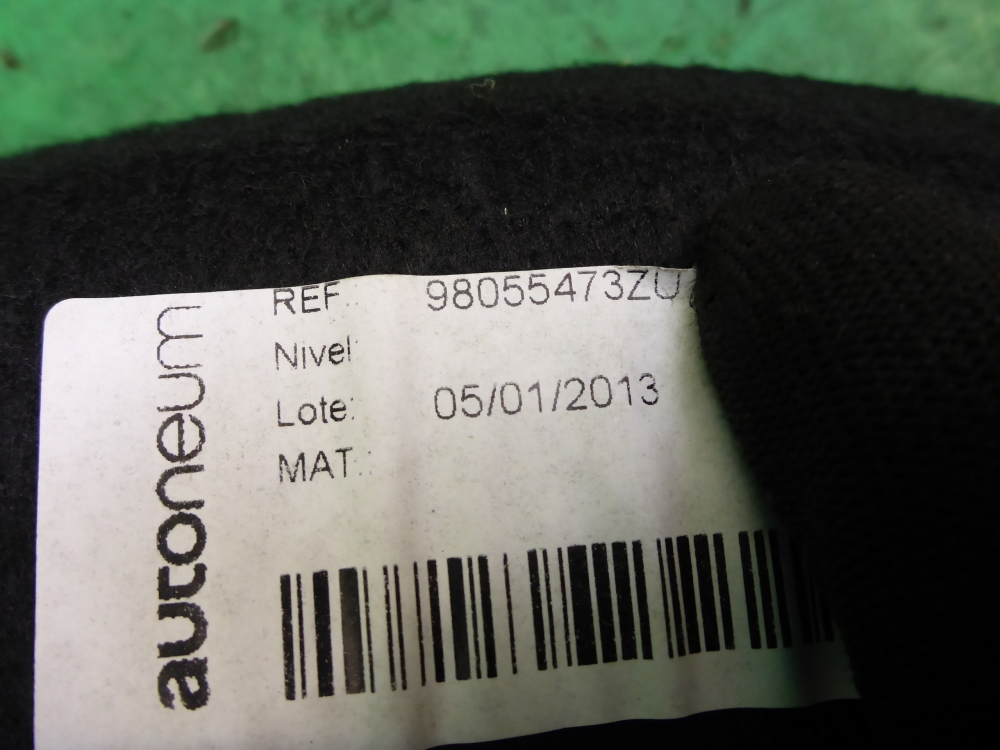 autoneum
REF.: 98055473ZU
Nivel:
Lote: 05/01/2013
MAT.: